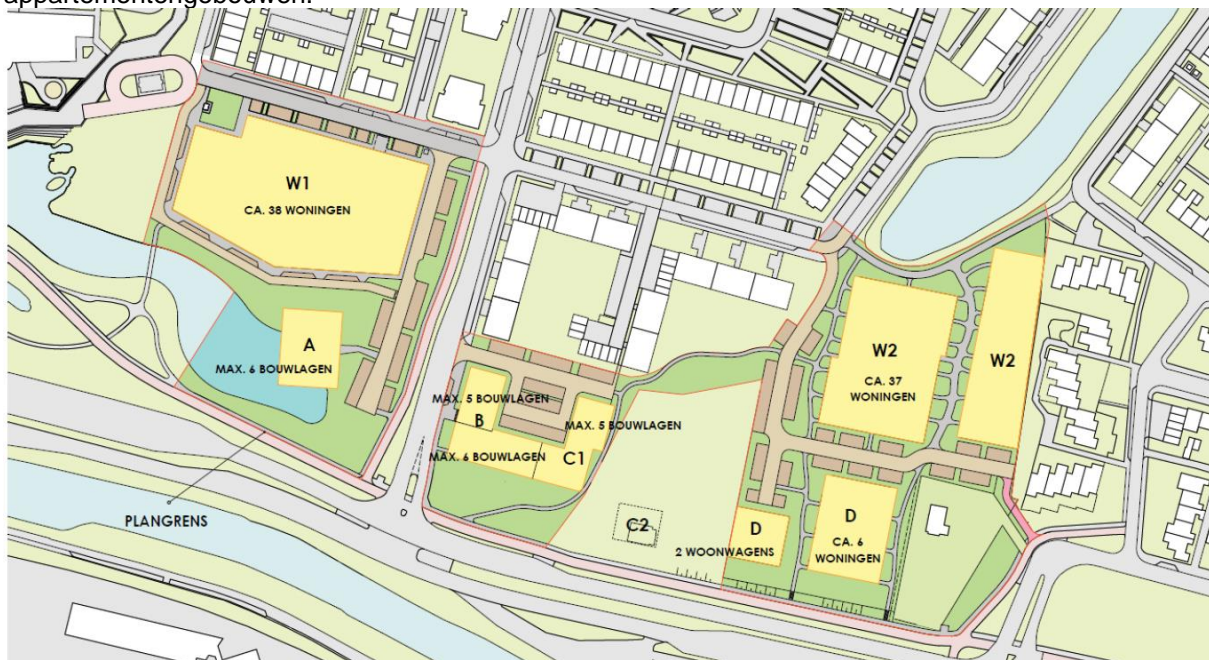 appartementengebouwen.
W1
CA. 38 WONINGEN
A
MAX. 6 BOUWLAGEN
MAX. 5 BOUWLAGEN
B
MAX. 5 BOUWLAGEN
MAX. 6 BOUWLAGEN
C1
W2
CA. 37
WONINGEN
W2
PLANGRENS
C2
D
2 WOONWAGENS
D
CA. 6
WONINGEN